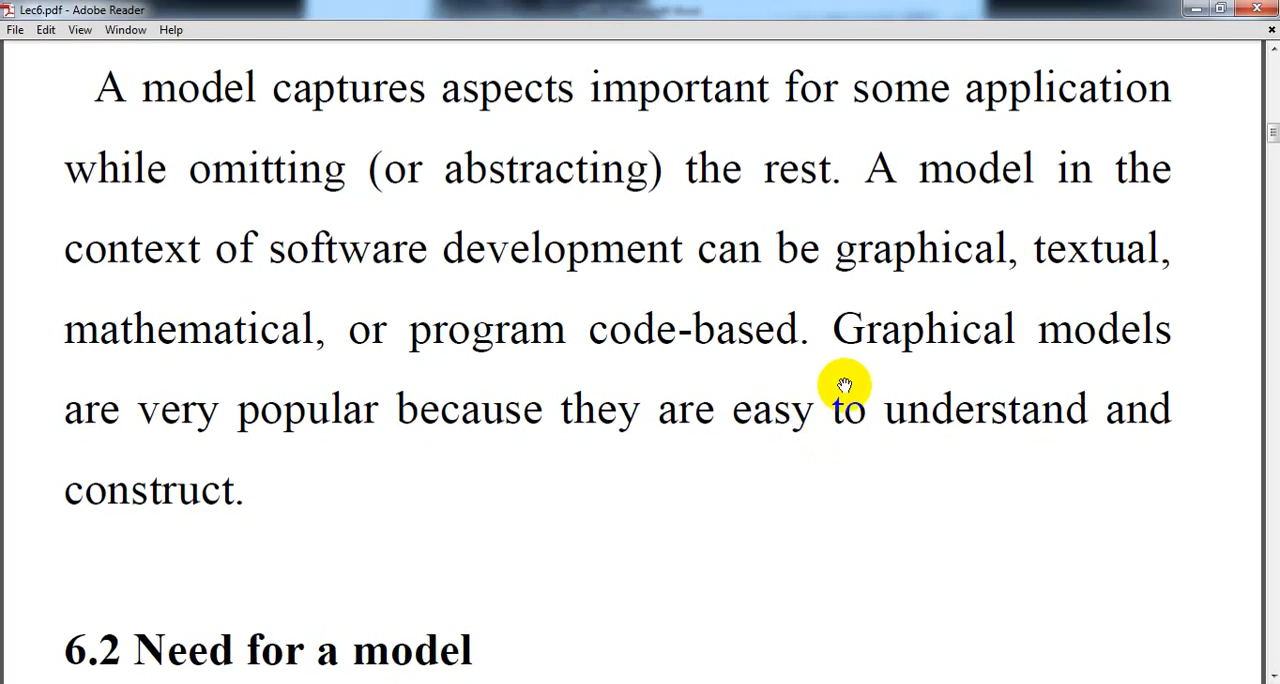 Lec6.pdf - Adobe Reader
File Edit View Window Help
A model captures aspects important for some application
while omitting (or abstracting) the rest. A model in the
context of software development can be graphical, textual,
mathematical, or program code-based. Graphical models
are very popular because they are easy to understand and
construct.
6.2 Need for a model